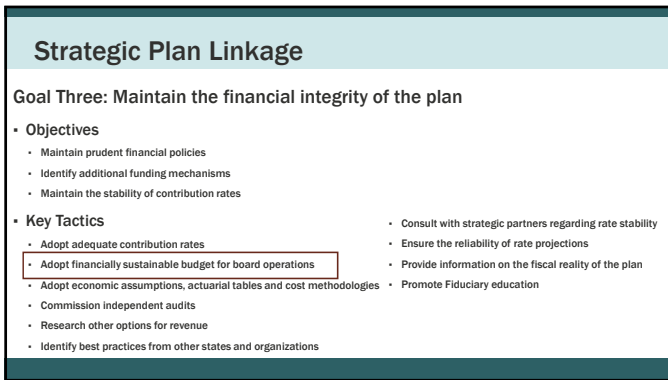 Strategic Plan Linkage
Goal Three: Maintain the financial integrity of the plan
▪ Objectives
▪ Maintain prudent financial policies
▪ Identify additional funding mechanisms
▪ Maintain the stability of contribution rates
▪ Key Tactics
▪ Adopt adequate contribution rates
▪ Adopt financially sustainable budget for board operations
▪ Adopt economic assumptions, actuarial tables and cost methodologies
▪ Commission independent audits
▪ Research other options for revenue
▪ Identify best practices from other states and organizations
▪ Consult with strategic partners regarding rate stability
▪ Ensure the reliability of rate projections
▪ Provide information on the fiscal reality of the plan
▪ Promote Fiduciary education